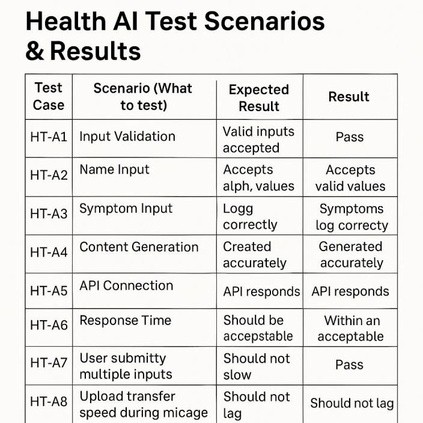 Health AI Test Scenarios
& Results
Test Case | Scenario (What to test) | Expected Result | Result
HT-A1 | Input Validation | Valid inputs accepted | Pass
HT-A2 | Name Input | Accepts alph, values | Accepts valid values
HT-A3 | Symptom Input | Logg correctly | Symptoms log correcty
HT-A4 | Content Generation | Created accurately | Generated accurately
HT-A5 | API Connection | API responds | API responds
HT-A6 | Response Time | Should be accepstable | Within an acceptable
HT-A7 | User submitty multiple inputs | Should not slow | Pass
HT-A8 | Upload transfer speed during micage | Should not lag | Should not lag